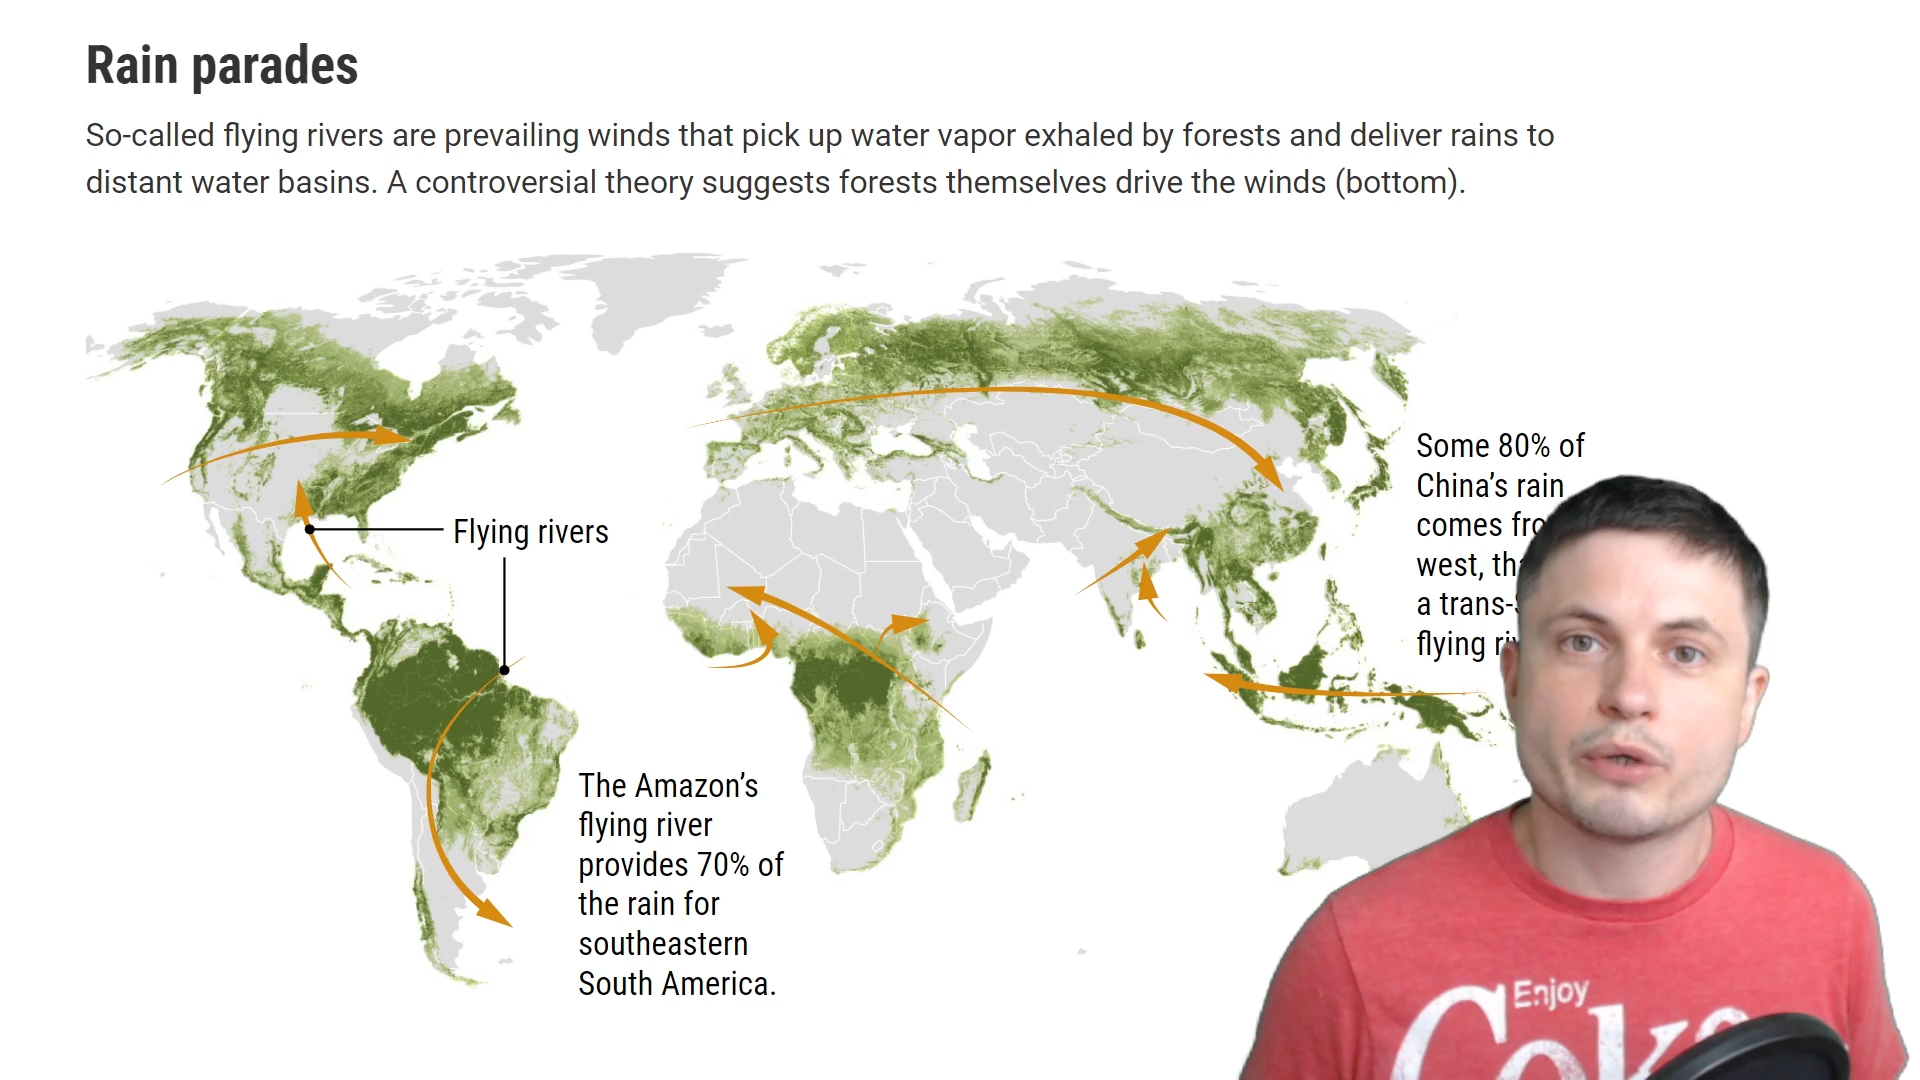 Rain parades
So-called flying rivers are prevailing winds that pick up water vapor exhaled by forests and deliver rains to
distant water basins. A controversial theory suggests forests themselves drive the winds (bottom).
Some 80% of
China’s rain
comes
west,
a trans-
flying
Flying rivers
The Amazon’s
flying river
provides 70% of
the rain for
southeastern
South America.
Enjoy
Coke